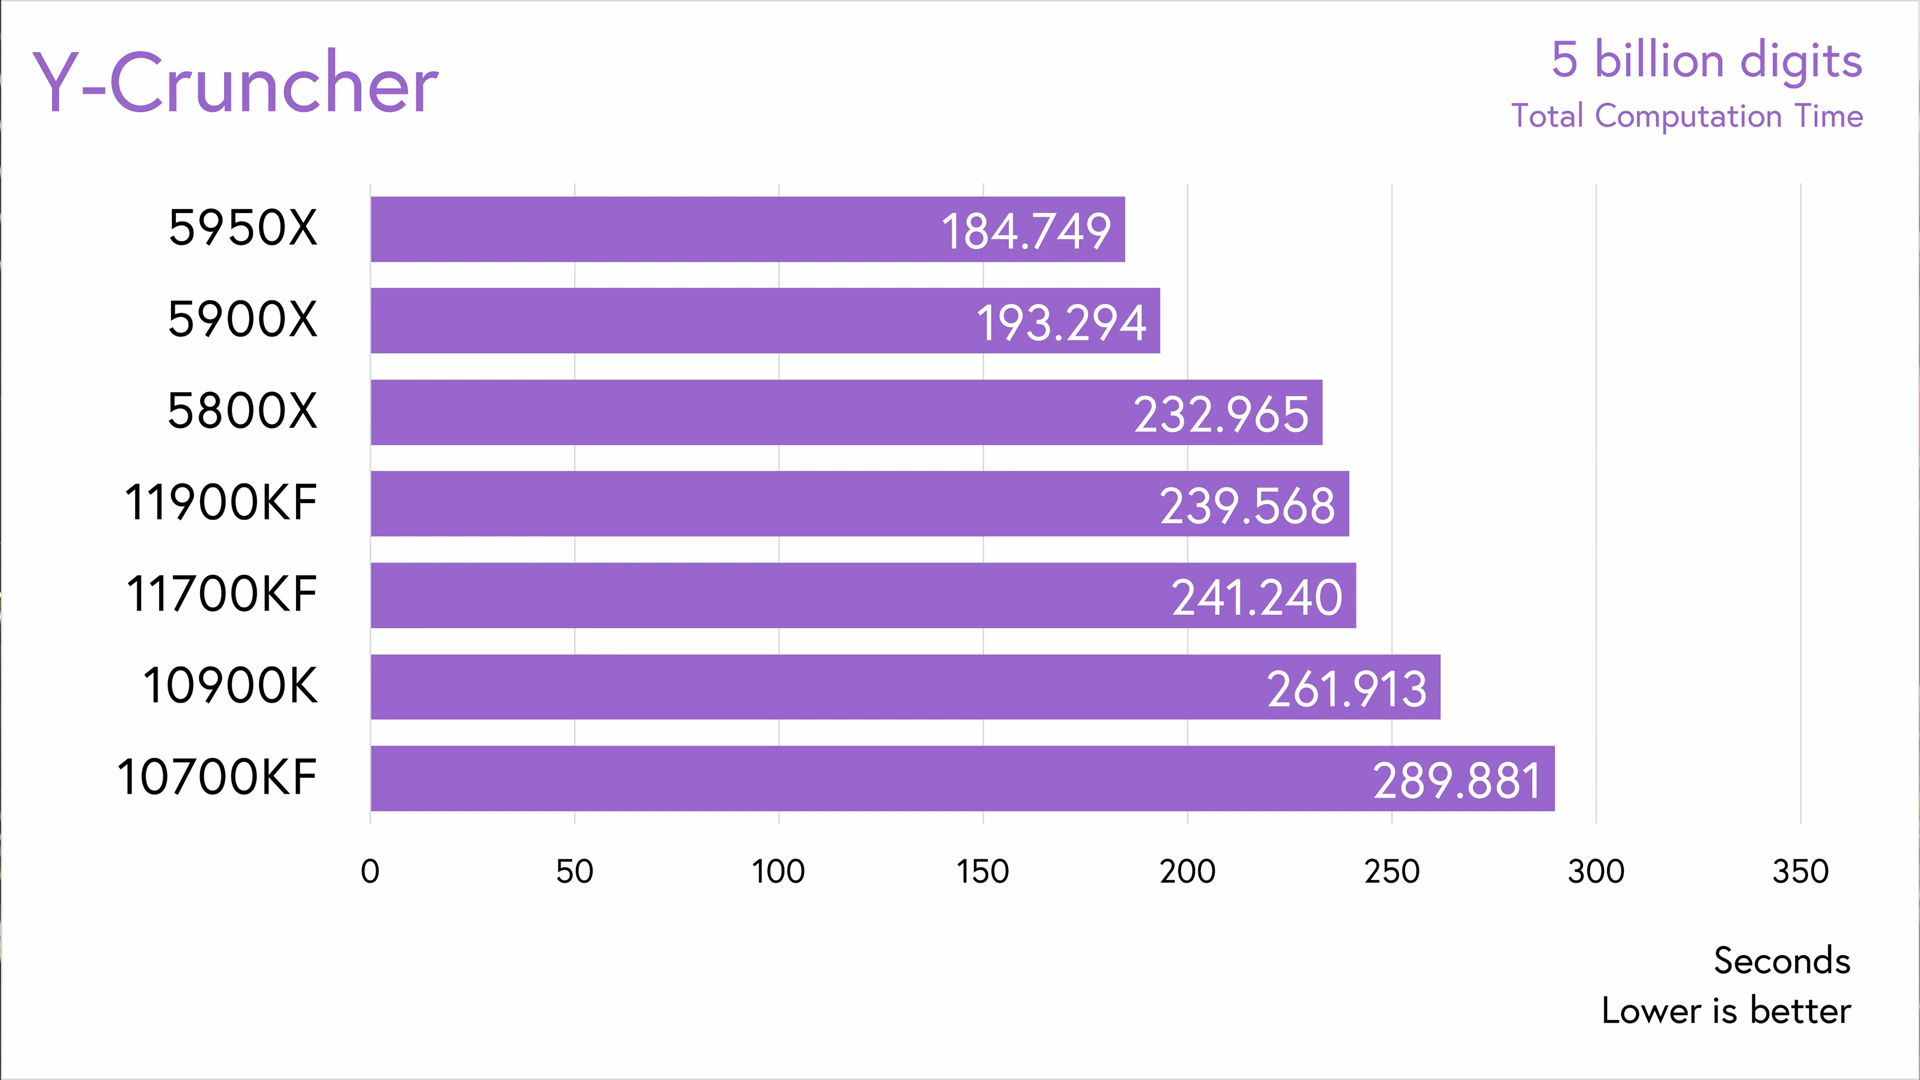 Y-Cruncher
5 billion digits
Total Computation Time
5950X 184.749
5900X 193.294
5800X 232.965
11900KF 239.568
11700KF 241.240
10900K 261.913
10700KF 289.881
0 50 100 150 200 250 300 350
Seconds
Lower is better